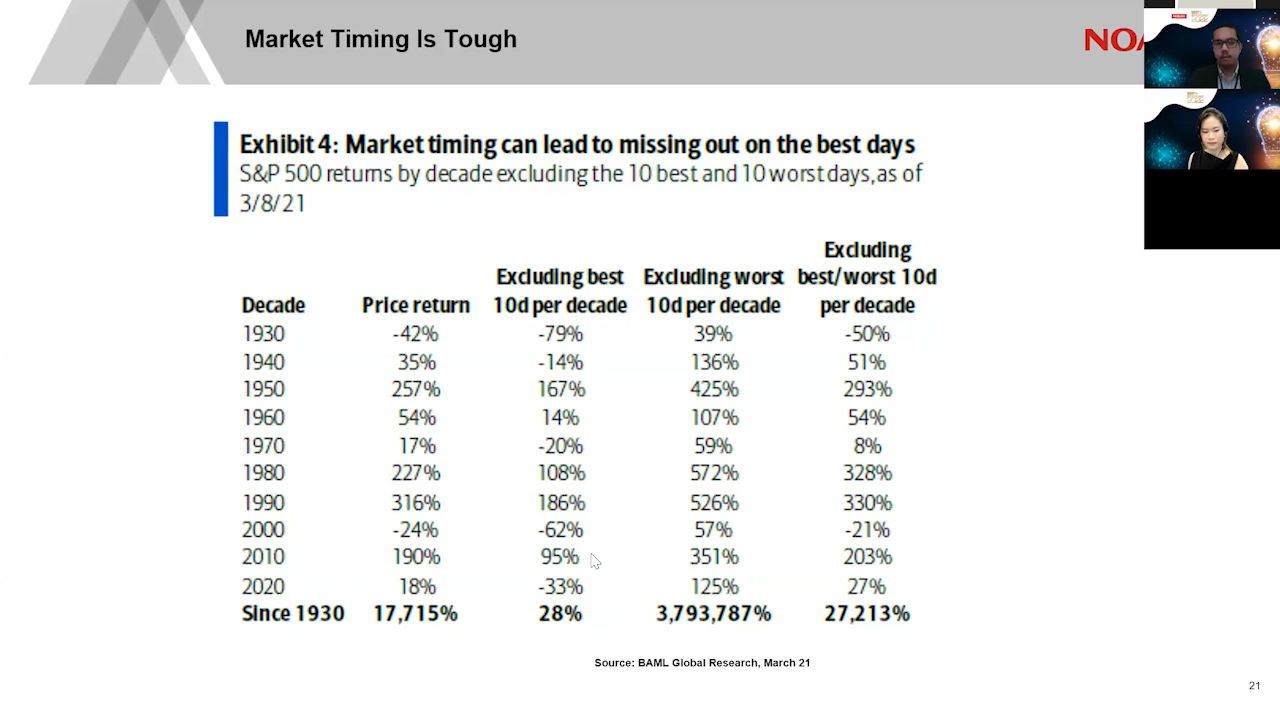 Market Timing Is Tough
Exhibit 4: Market timing can lead to missing out on the best days
S&P 500 returns by decade excluding the 10 best and 10 worst days, as of
3/8/21
Excluding
Excluding best Excluding worst best/worst 10d
Decade Price return 10d per decade 10d per decade per decade
1930 -42% -79% 39% -50%
1940 35% -14% 136% 51%
1950 257% 167% 425% 293%
1960 54% 14% 107% 54%
1970 17% -20% 59% 8%
1980 227% 108% 572% 328%
1990 316% 186% 526% 330%
2000 -24% -62% 57% -21%
2010 190% 95% 351% 203%
2020 18% -33% 125% 27%
Since 1930 17,715% 28% 3,793,787% 27,213%
Source: BAML Global Research, March 21
21